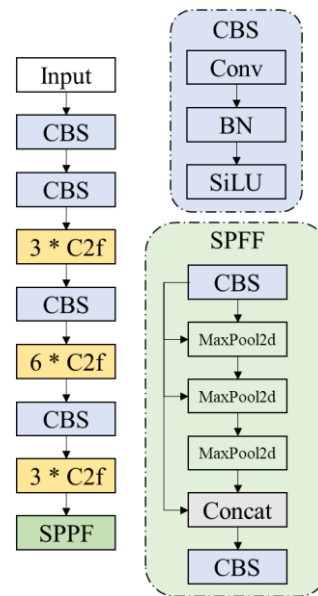 Input
CBS
CBS
3 * C2f
CBS
6 * C2f
CBS
3 * C2f
SPPF
CBS
Conv
BN
SiLU
SPFF
CBS
MaxPool2d
MaxPool2d
MaxPool2d
Concat
CBS